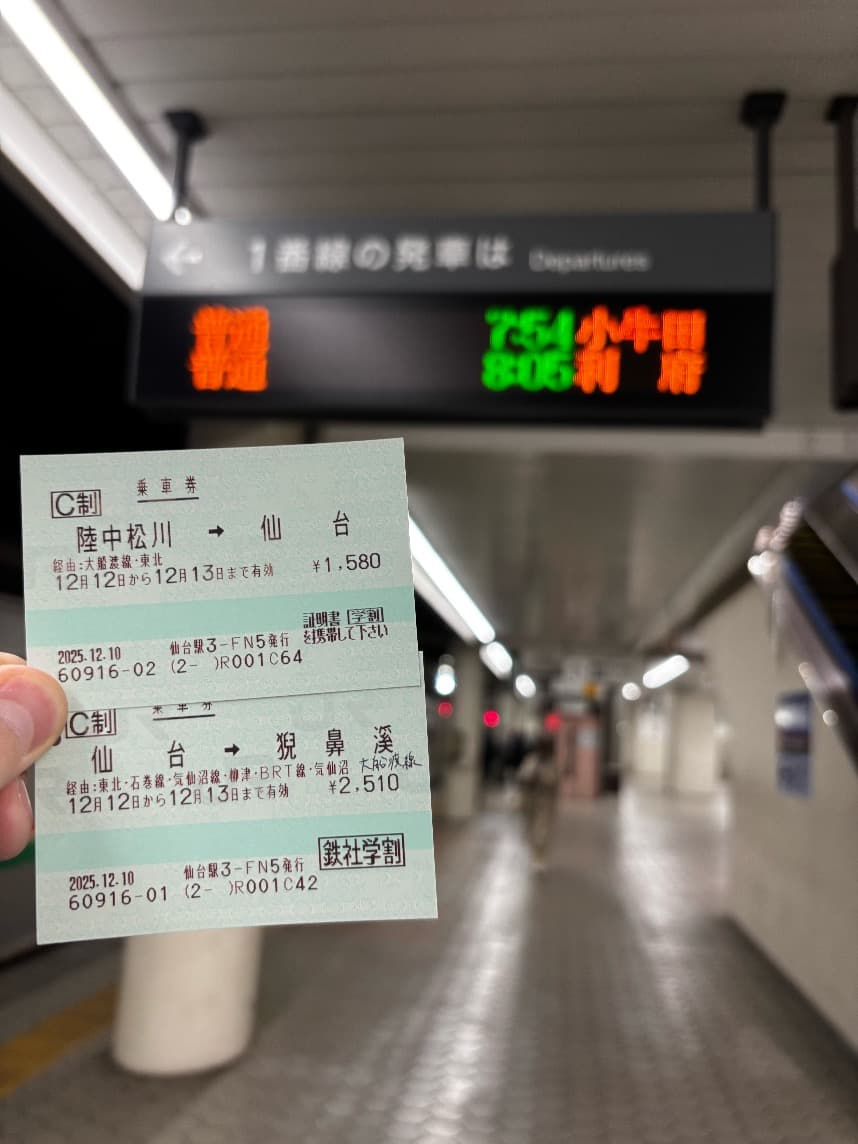 ← 1番線の発車は Departures
普通 7:54 小牛田
普通 8:05 利府
C制 乗車券
陸中松川 → 仙台
経由:大船渡線・東北
12月12日から12月13日まで有効 ¥1,580
証明書 学割
を携帯して下さい
2025.12.10 仙台駅3-FN5発行
60916-02 (2- )R001C64
C制 乗車券
仙台 → 猊鼻渓
経由:東北・石巻線・気仙沼線・柳津・BRT線・気仙沼 大船渡線
12月12日から12月13日まで有効 ¥2,510
鉄社学割
2025.12.10 仙台駅3-FN5発行
60916-01 (2- )R001C42